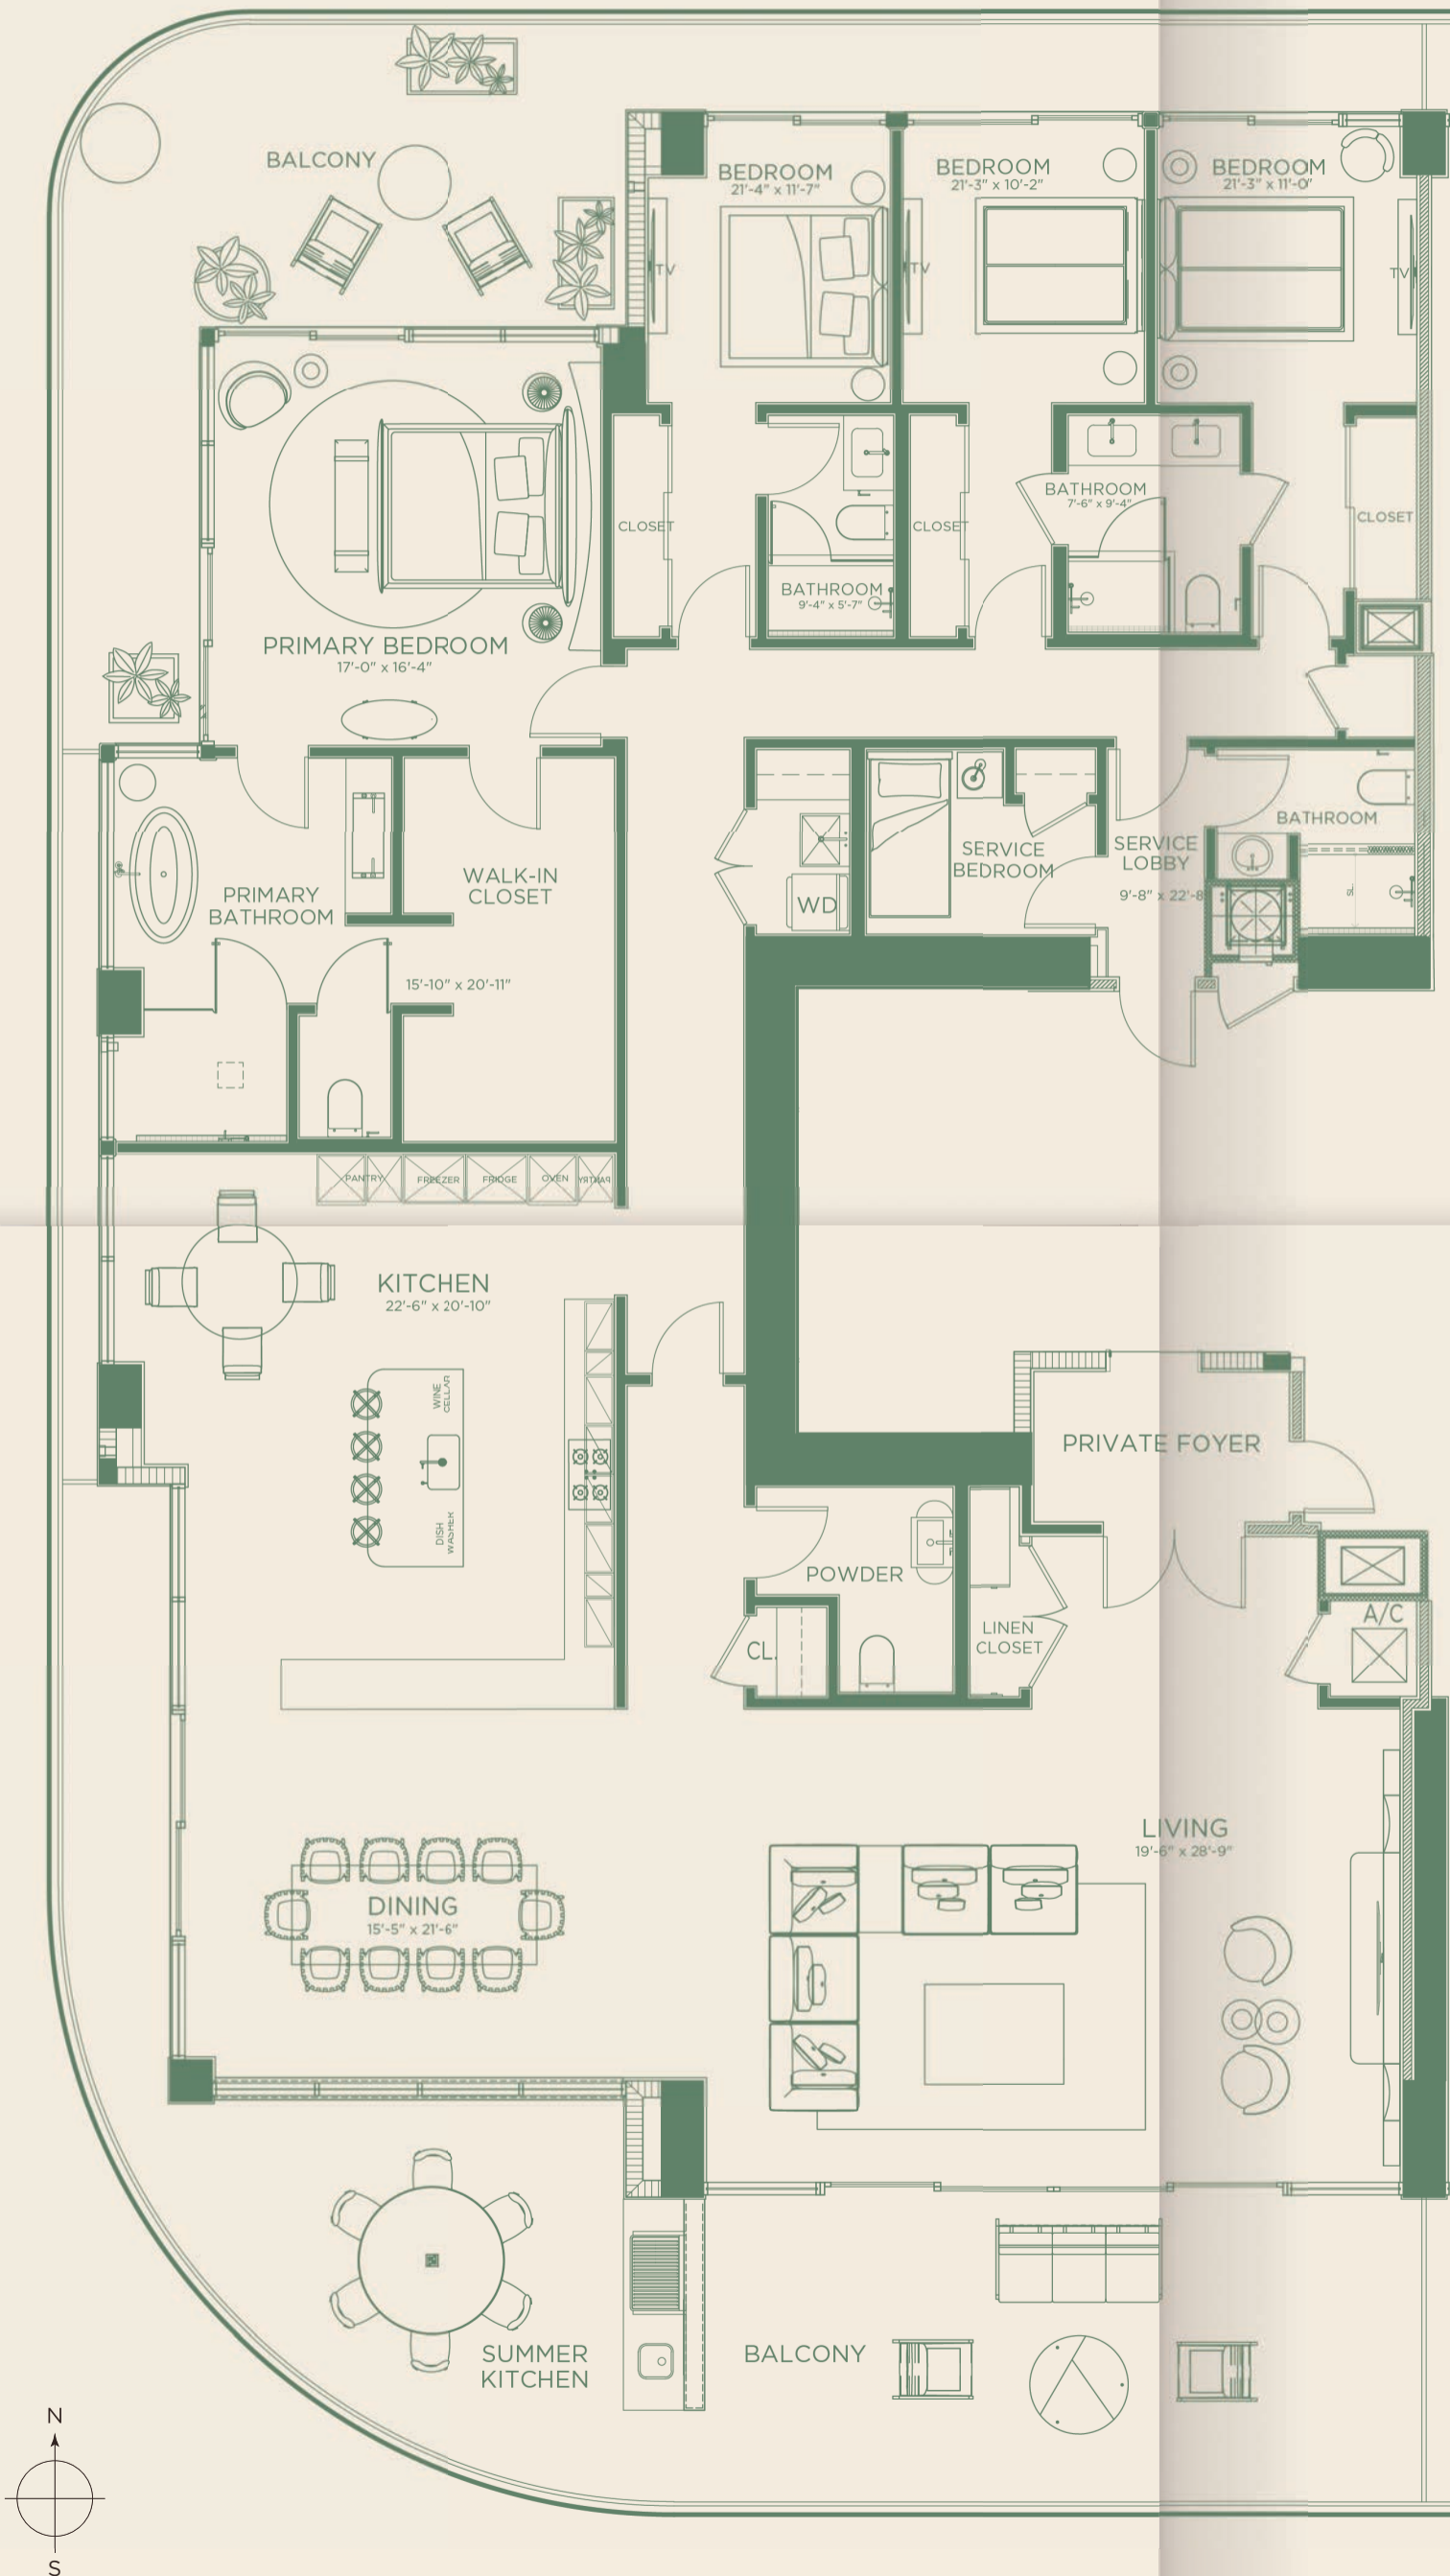 BALCONY
BEDROOM
21'-4" x 11'-7"
BEDROOM
21'-3" x 10'-2"
BEDROOM
21'-3" x 11'-0"
TV
TV
TV
CLOSET
CLOSET
BATHROOM
7'-6" x 9'-4"
CLOSET
BATHROOM
9'-4" x 5'-7"
PRIMARY BEDROOM
17'-0" x 16'-4"
PRIMARY
BATHROOM
WALK-IN
CLOSET
15'-10" x 20'-11"
WD
SERVICE
BEDROOM
SERVICE
LOBBY
9'-8" x 22'-8
BATHROOM
SL.
PANTRY
FREEZER
FRIDGE
OVEN
PANTRY
KITCHEN
22'-6" x 20'-10"
WINE
CELLAR
DISH
WASHER
PRIVATE FOYER
POWDER
CL.
LINEN
CLOSET
A/C
LIVING
19'-6" x 28'-9"
DINING
15'-5" x 21'-6"
SUMMER
KITCHEN
BALCONY
N
S